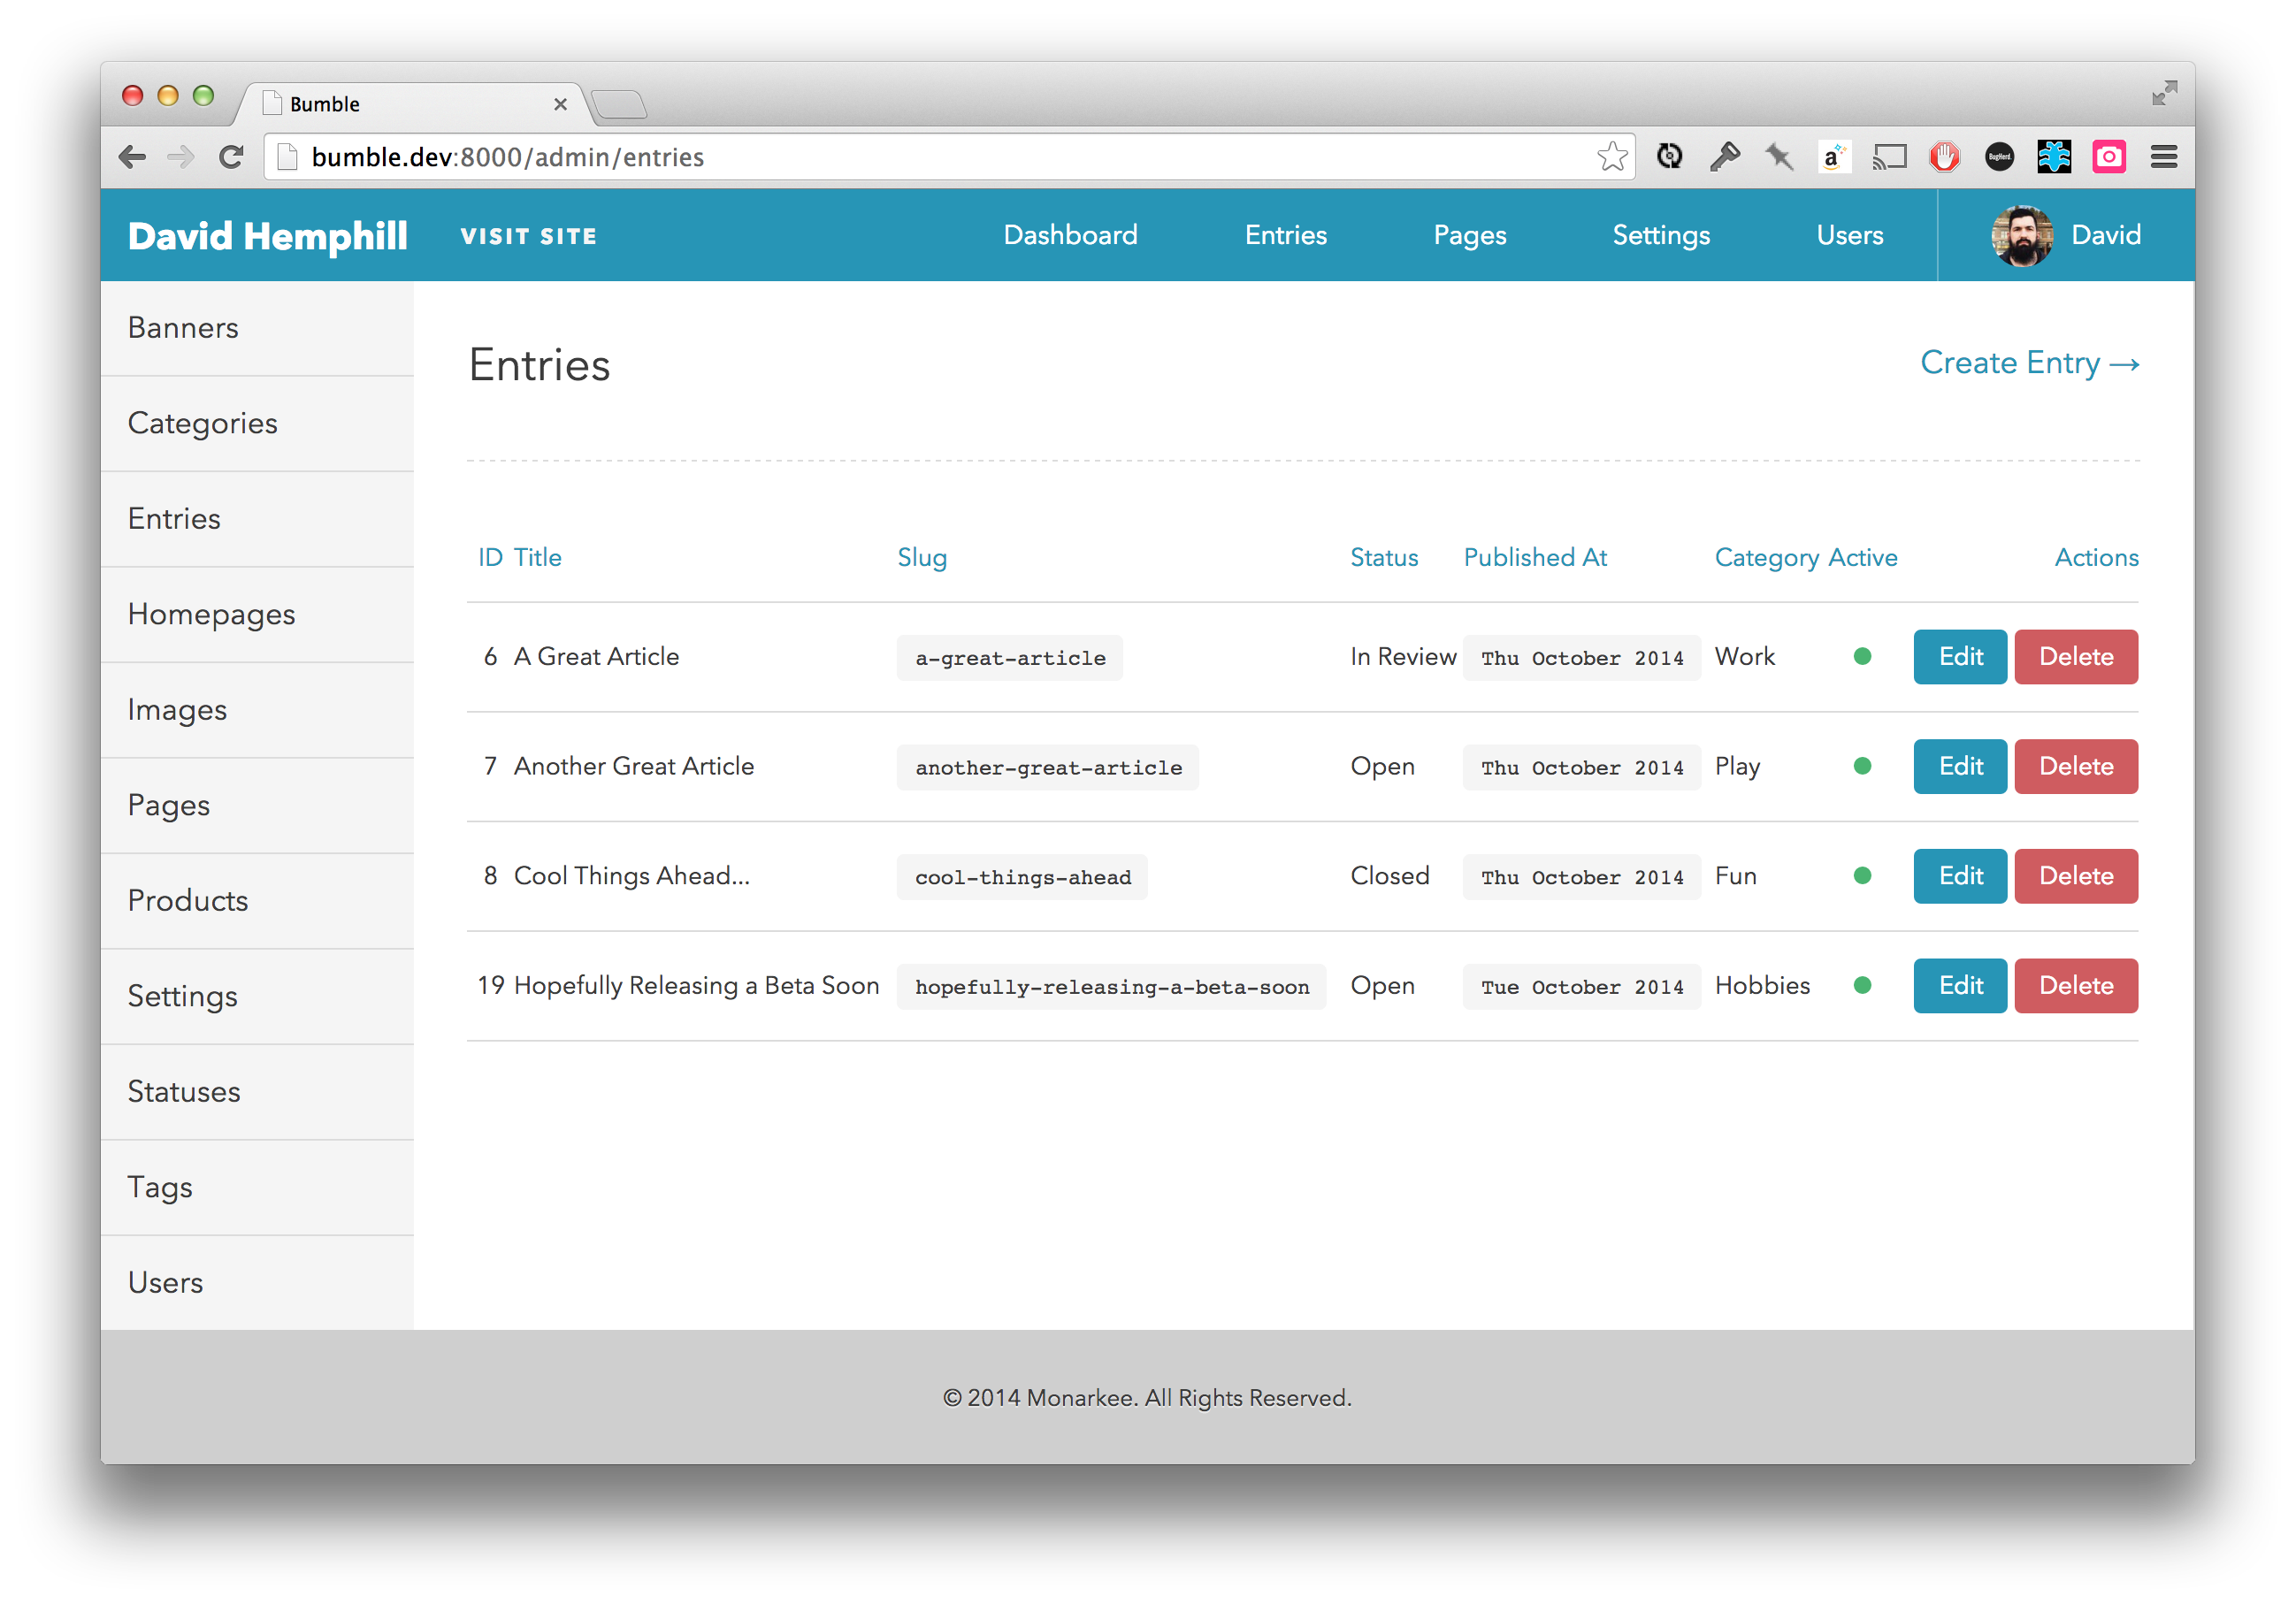 Bumble
bumble.dev:8000/admin/entries
David Hemphill VISIT SITE Dashboard Entries Pages Settings Users David
Banners
Categories
Entries
Homepages
Images
Pages
Products
Settings
Statuses
Tags
Users
Entries Create Entry →
ID Title Slug Status Published At Category Active Actions
6 A Great Article a-great-article In Review Thu October 2014 Work Edit Delete
7 Another Great Article another-great-article Open Thu October 2014 Play Edit Delete
8 Cool Things Ahead... cool-things-ahead Closed Thu October 2014 Fun Edit Delete
19 Hopefully Releasing a Beta Soon hopefully-releasing-a-beta-soon Open Tue October 2014 Hobbies Edit Delete
© 2014 Monarkee. All Rights Reserved.